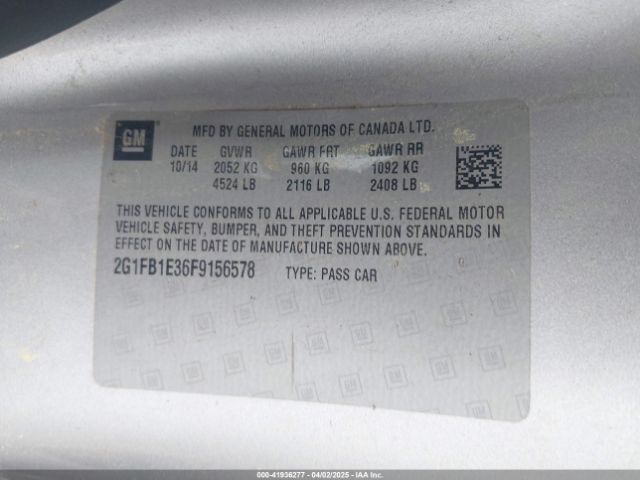 GM
MFD BY GENERAL MOTORS OF CANADA LTD.
DATE GVWR GAWR FRT GAWR RR
10/14 2052 KG 960 KG 1092 KG
4524 LB 2116 LB 2408 LB
THIS VEHICLE CONFORMS TO ALL APPLICABLE U.S. FEDERAL MOTOR
VEHICLE SAFETY, BUMPER, AND THEFT PREVENTION STANDARDS IN
EFFECT ON THE DATE OF MANUFACTURE SHOWN ABOVE.
2G1FB1E36F9156578 TYPE: PASS CAR
000-41936277 - 04/02/2025 - IAAI.com